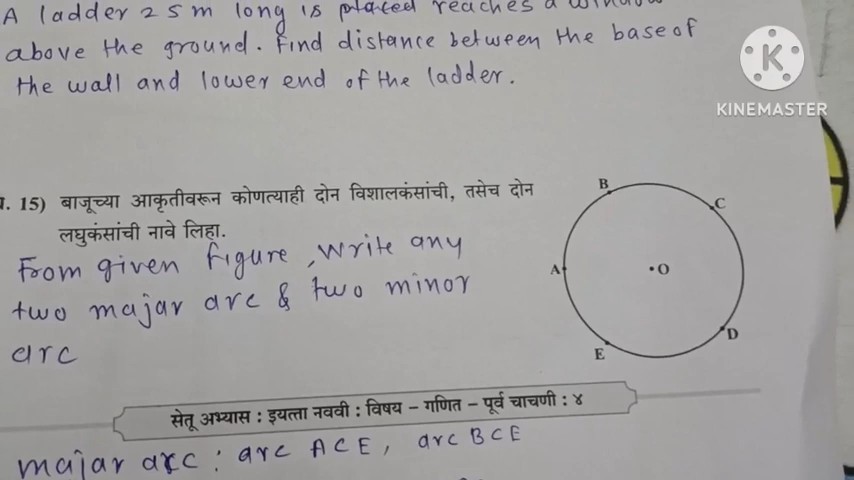 A ladder 25 m long is placed reaches a window
above the ground. Find distance between the base of
the wall and lower end of the ladder.
KINEMASTER
15) बाजूच्या आकृतीवरून कोणत्याही दोन विशालकंसांची, तसेच दोन
लघुकंसांची नावे लिहा.
From given figure, write any
two majar arc & two minor
arc
B
C
A
O
D
E
सेतू अभ्यास : इयत्ता नववी : विषय – गणित – पूर्व चाचणी : ४
majar arc : arc ACE, arc BCE